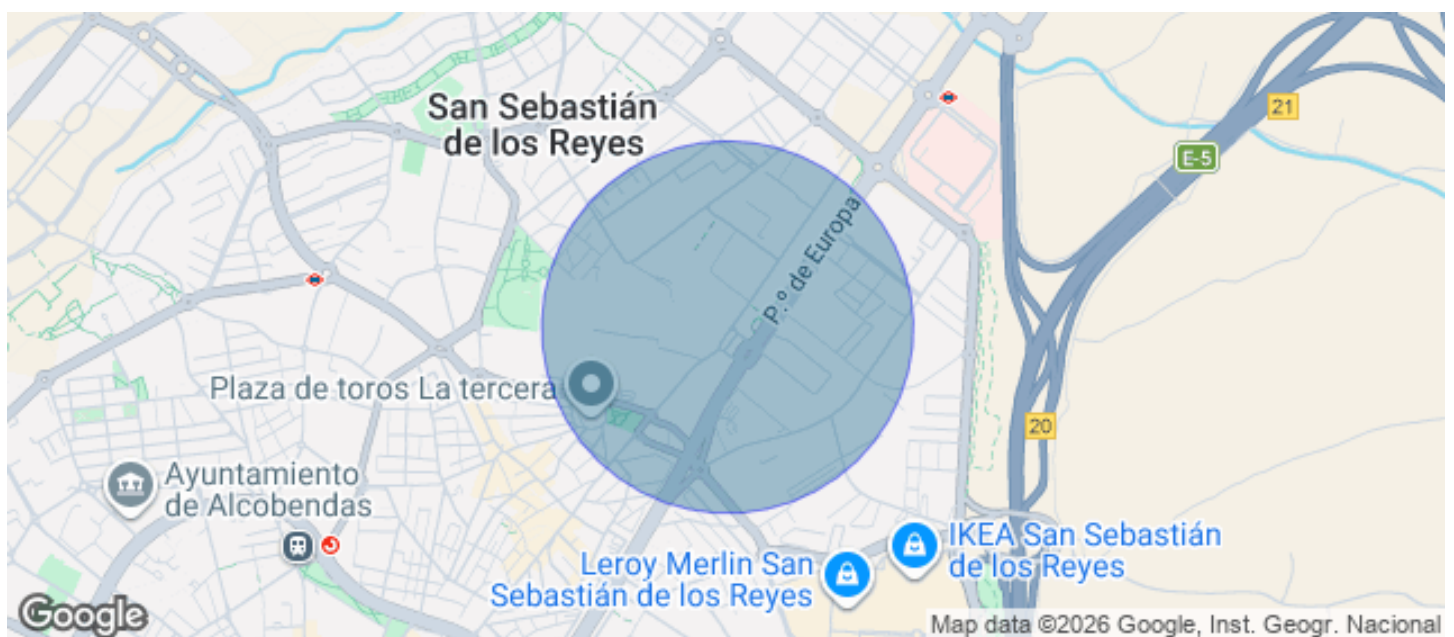 San Sebastián
de los Reyes
21
E-5
P.º de Europa
Plaza de toros La tercera
20
Ayuntamiento
de Alcobendas
IKEA San Sebastián
de los Reyes
Leroy Merlin San
Sebastián de los Reyes
Google
Map data ©2026 Google, Inst. Geogr. Nacional